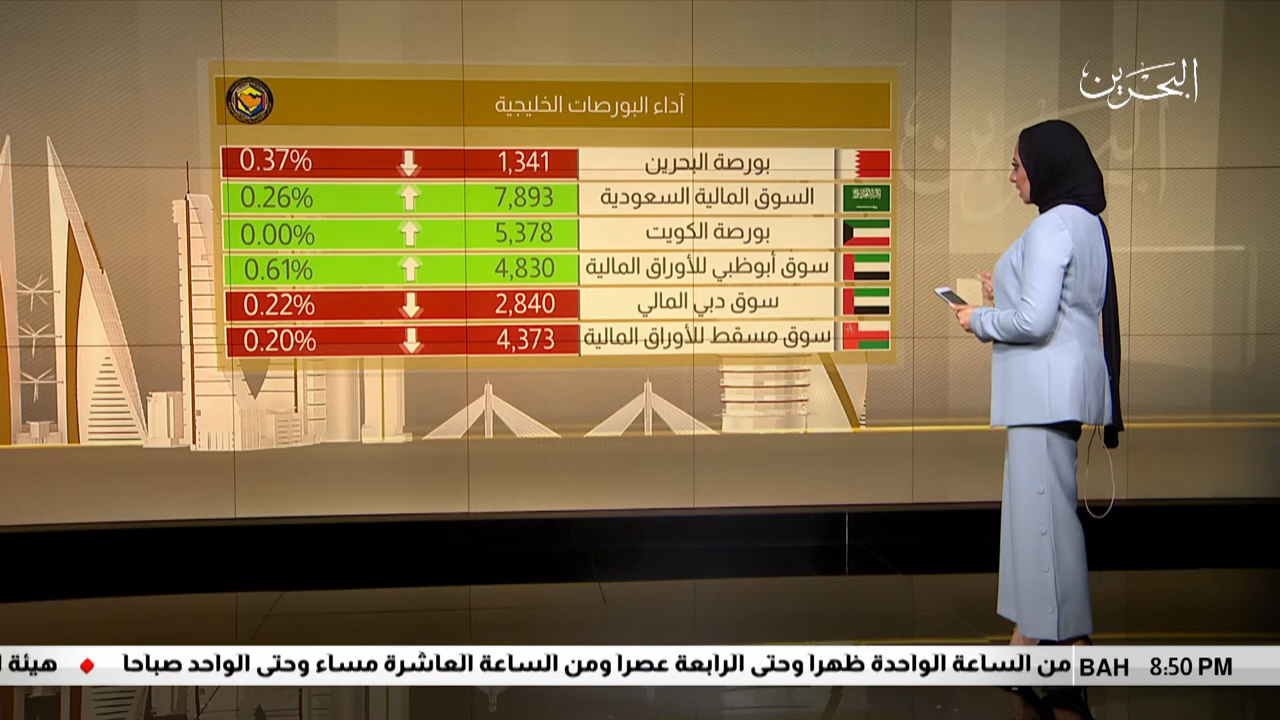 البحرين
آداء البورصات الخليجية
بورصة البحرين 1,341 0.37%
السوق المالية السعودية 7,893 0.26%
بورصة الكويت 5,378 0.00%
سوق أبوظبي للأوراق المالية 4,830 0.61%
سوق دبي المالي 2,840 0.22%
سوق مسقط للأوراق المالية 4,373 0.20%
BAH 8:50 PM
من الساعة الواحدة ظهرا وحتى الرابعة عصرا ومن الساعة العاشرة مساء وحتى الواحد صباحا ♦ هيئة